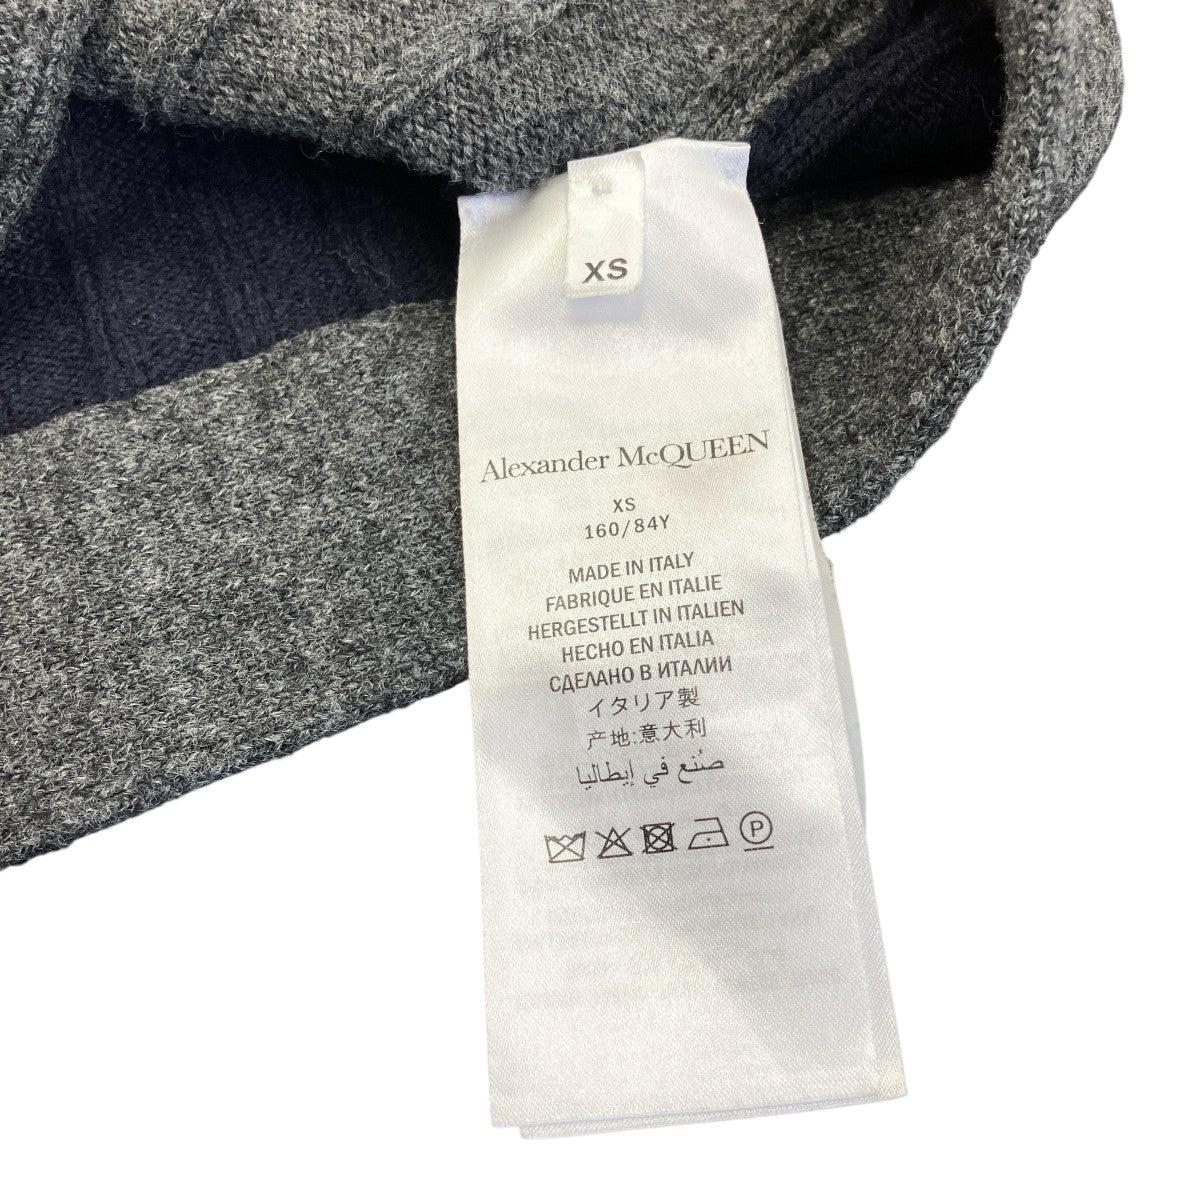 XS
Alexander McQUEEN
XS
160/84Y
MADE IN ITALY
FABRIQUE EN ITALIE
HERGESTELLT IN ITALIEN
HECHO EN ITALIA
СДЕЛАНО В ИТАЛИИ
イタリア製
产地:意大利
صُنع في إيطاليا
P